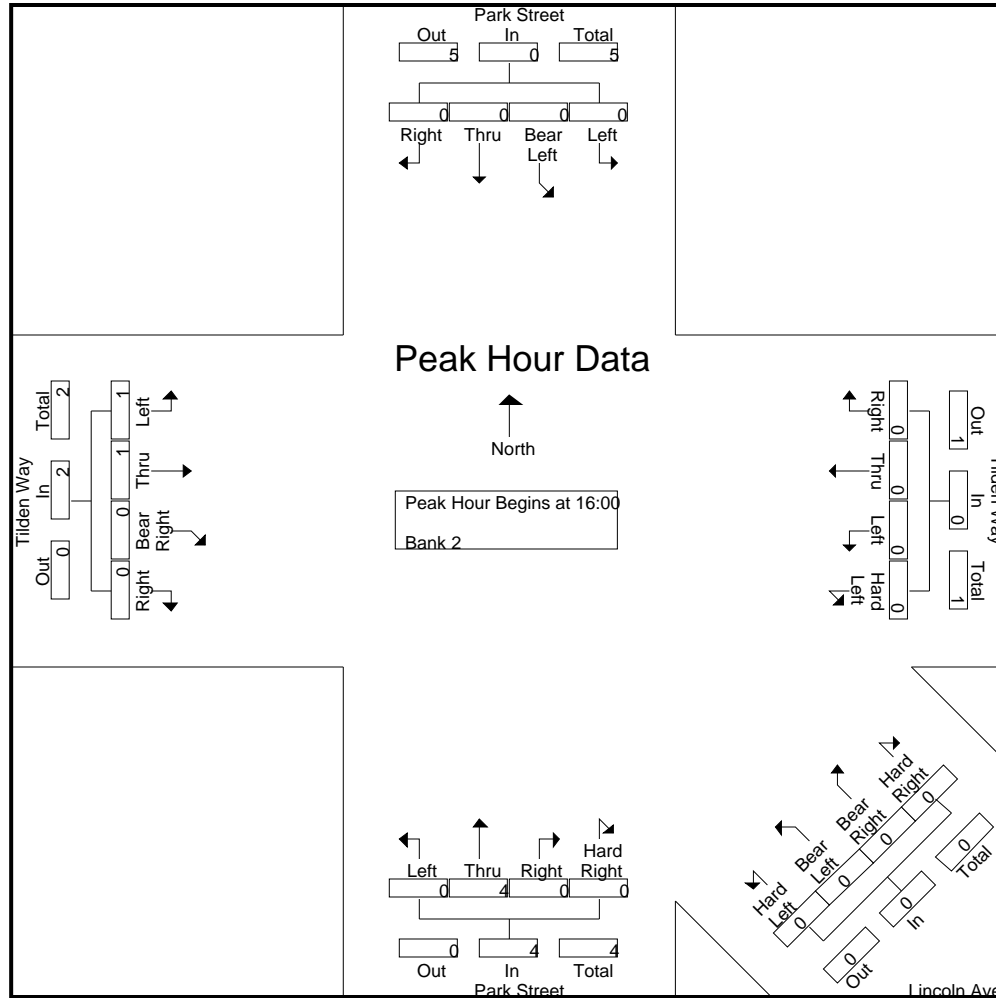 Park Street
Out In Total
5 0 5
0 0 0 0
Right Thru Bear Left
Left
Peak Hour Data
North
Peak Hour Begins at 16:00
Bank 2
Tilden Way
Total In Out
2 2 0
1 1 0 0
Left Thru Bear Right
Right
Tilden Way
Out In Total
1 0 1
0 0 0 0
Right Thru Left Hard
Left
Left Thru Right Hard
Right
0 4 0 0
0 4 4
Out In Total
Park Street
Hard Left
Bear Left
Bear Right
Hard Right
0 0 0 0
0 0 0
Out In Total
Lincoln Ave